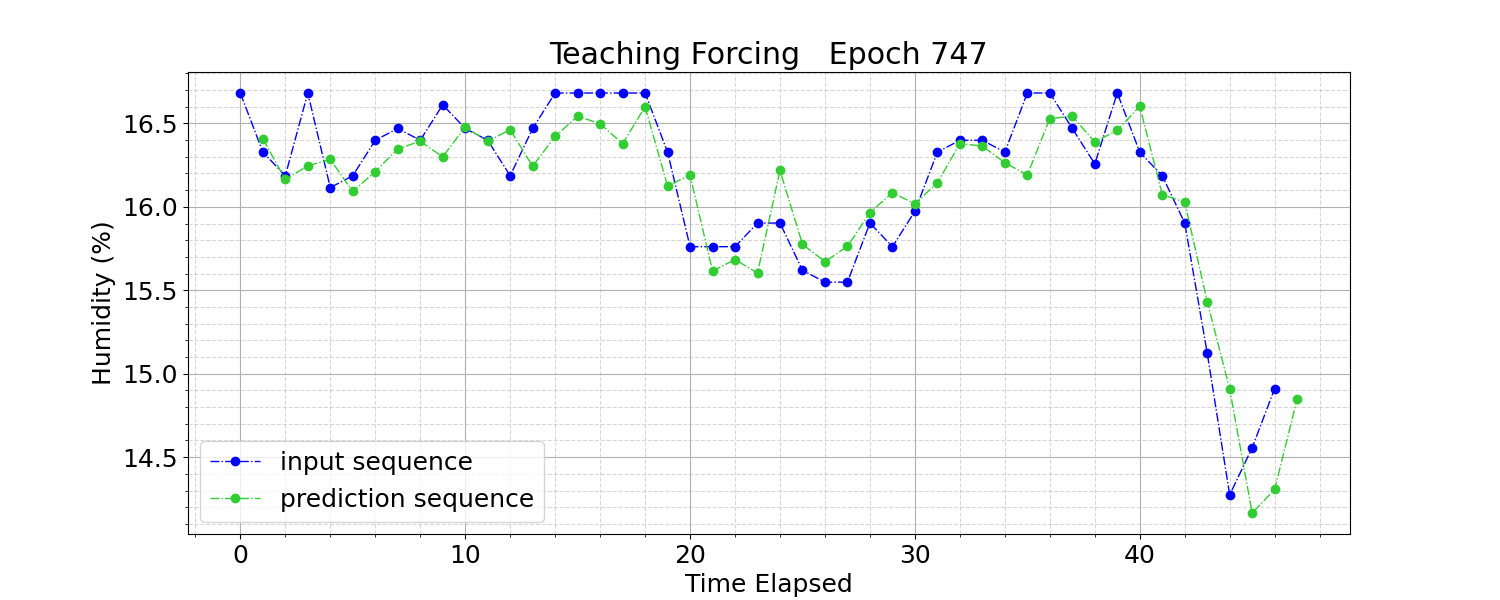 Teaching Forcing   Epoch 747
Humidity (%)
16.5
16.0
15.5
15.0
14.5
input sequence
prediction sequence
0 10 20 30 40
Time Elapsed